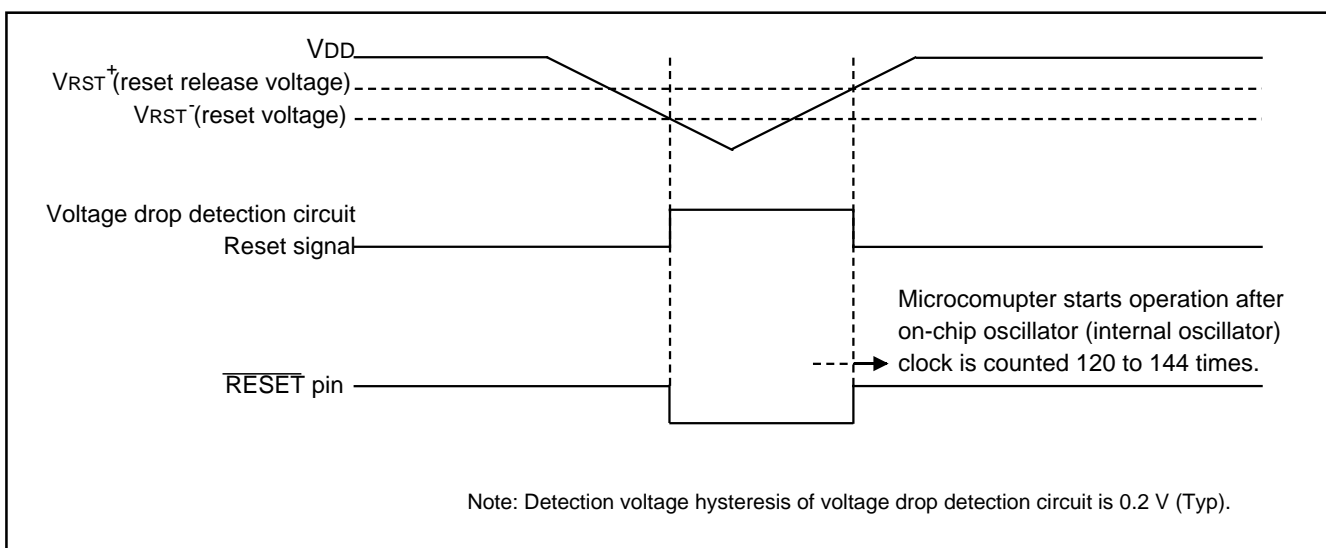 VDD
VRST+(reset release voltage)
VRST-(reset voltage)
Voltage drop detection circuit
Reset signal
Microcomupter starts operation after
on-chip oscillator (internal oscillator)
clock is counted 120 to 144 times.
RESET pin
Note: Detection voltage hysteresis of voltage drop detection circuit is 0.2 V (Typ).